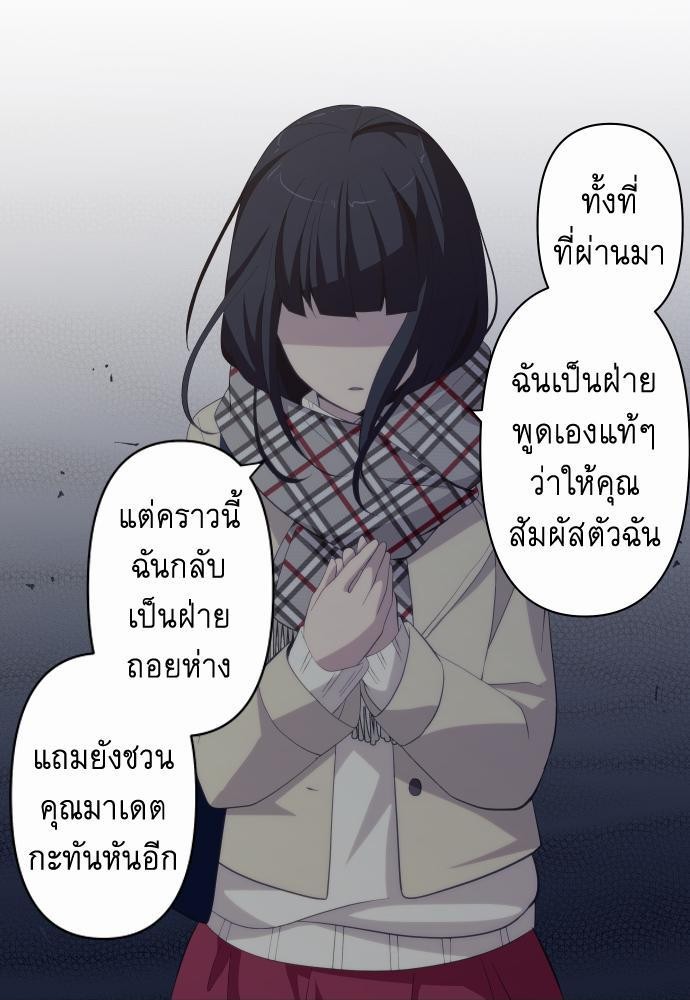 ทั้งที่
ที่ผ่านมา
ฉันเป็นฝ่าย
พูดเองแท้ๆ
ว่าให้คุณ
สัมผัสตัวฉัน
แต่คราวนี้
ฉันกลับ
เป็นฝ่าย
ถอยห่าง
แถมยังชวน
คุณมาเดต
กะทันหันอีก